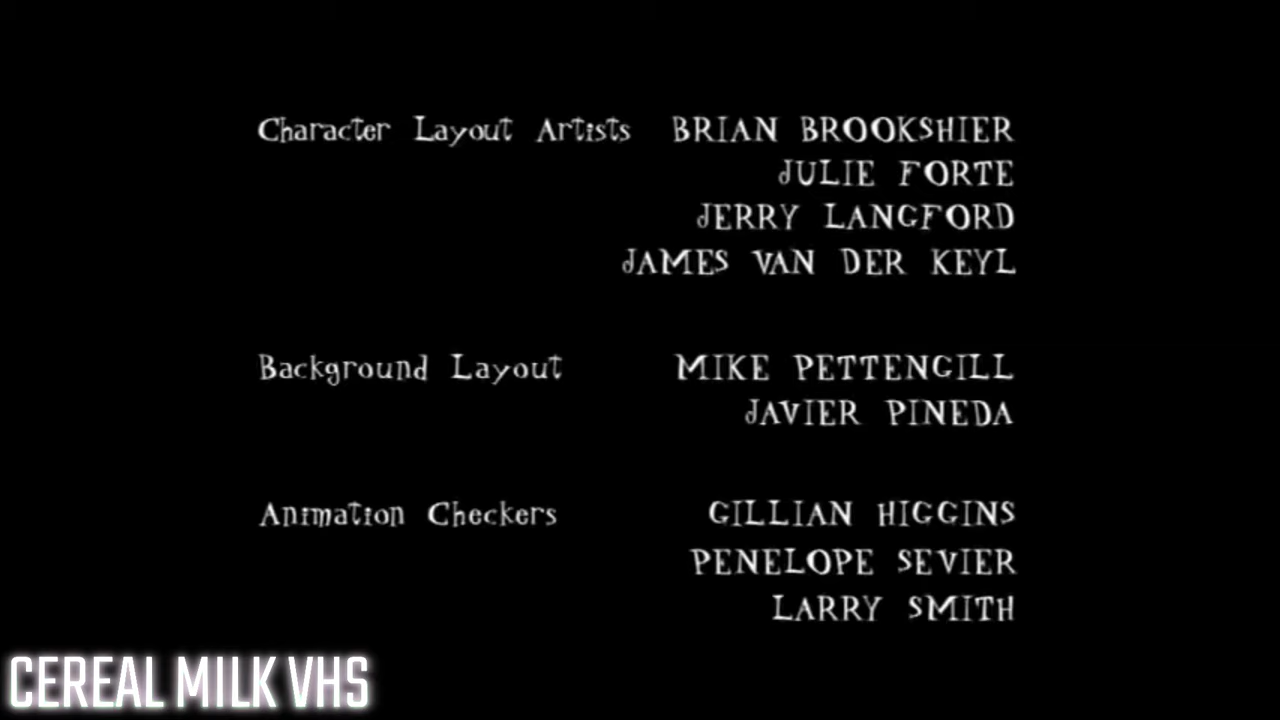 Character Layout Artists BRIAN BROOKSHIER
JULIE FORTE
JERRY LANGFORD
JAMES VAN DER KEYL
Background Layout MIKE PETTENGILL
JAVIER PINEDA
Animation Checkers GILLIAN HIGGINS
PENELOPE SEVIER
LARRY SMITH
CEREAL MILK VHS